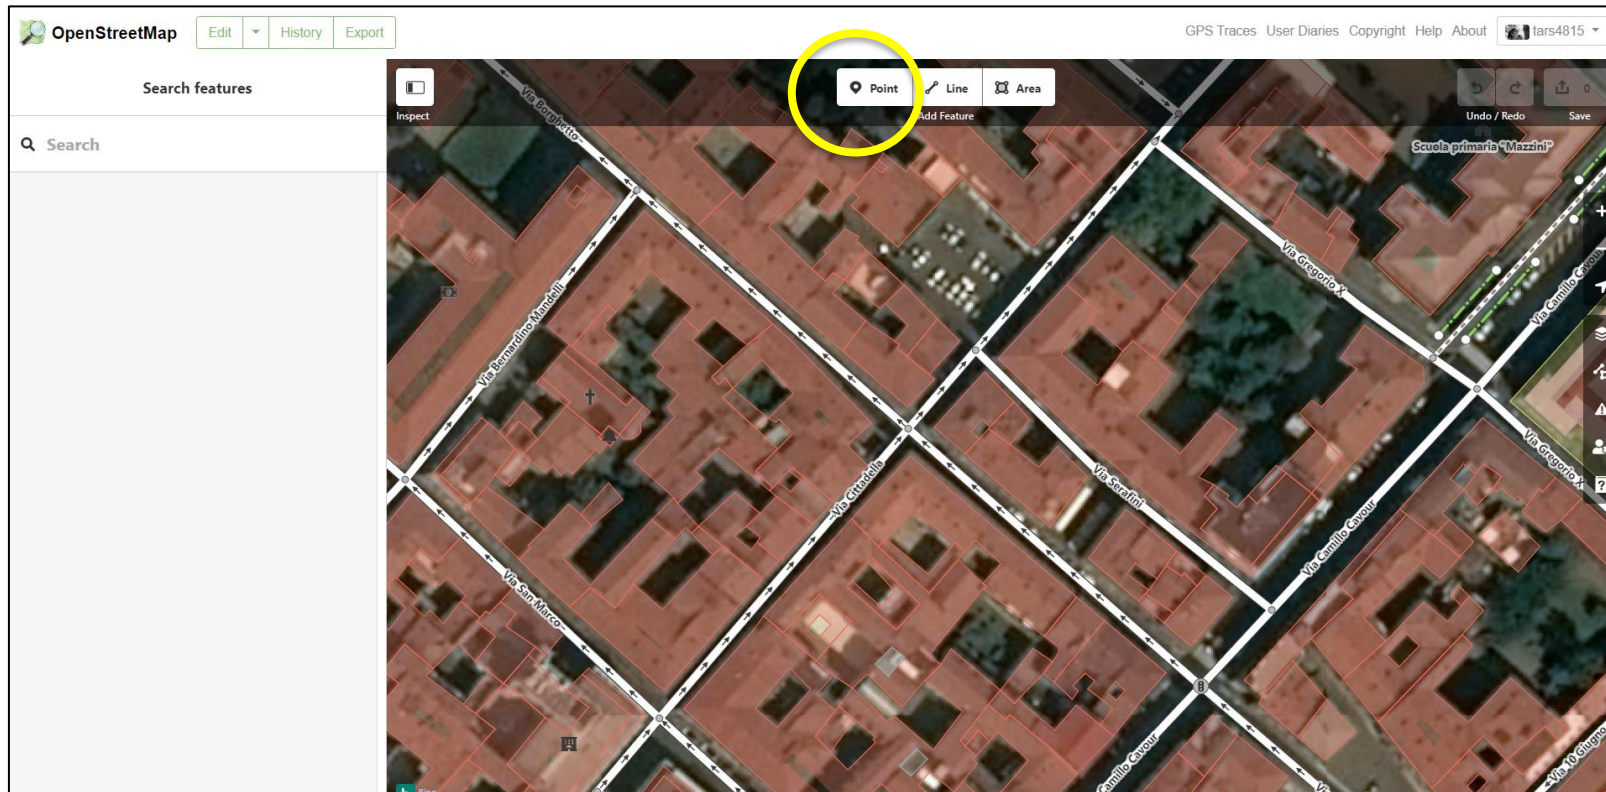 OpenStreetMap
Edit
History
Export
GPS Traces
User Diaries
Copyright
Help
About
tars4815
Search features
Search
Inspect
Point
Line
Area
Add Feature
Undo / Redo
0
Save
Scuola primaria "Mazzini"
Via Borghetto
Via Gregorio X
Via Camillo Cavour
Via Bernardino Mandelli
Via Cittadella
Via Serafini
Via Gregorio X
Via Camillo Cavour
Via San Marco
Camillo Cavour
Via 10 Giugno